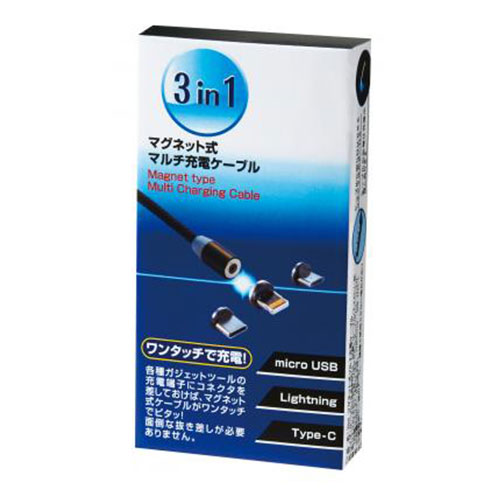 3 in 1
マグネット式
マルチ充電ケーブル
Magnet type
Multi Charging Cable
ワンタッチで充電!
各種ガジェットツールの
充電端子にコネクタを
差しておけば、マグネット
式ケーブルがワンタッチ
でピタッ!
面倒な抜き差しが必要
ありません。
micro USB
Lightning
Type-C